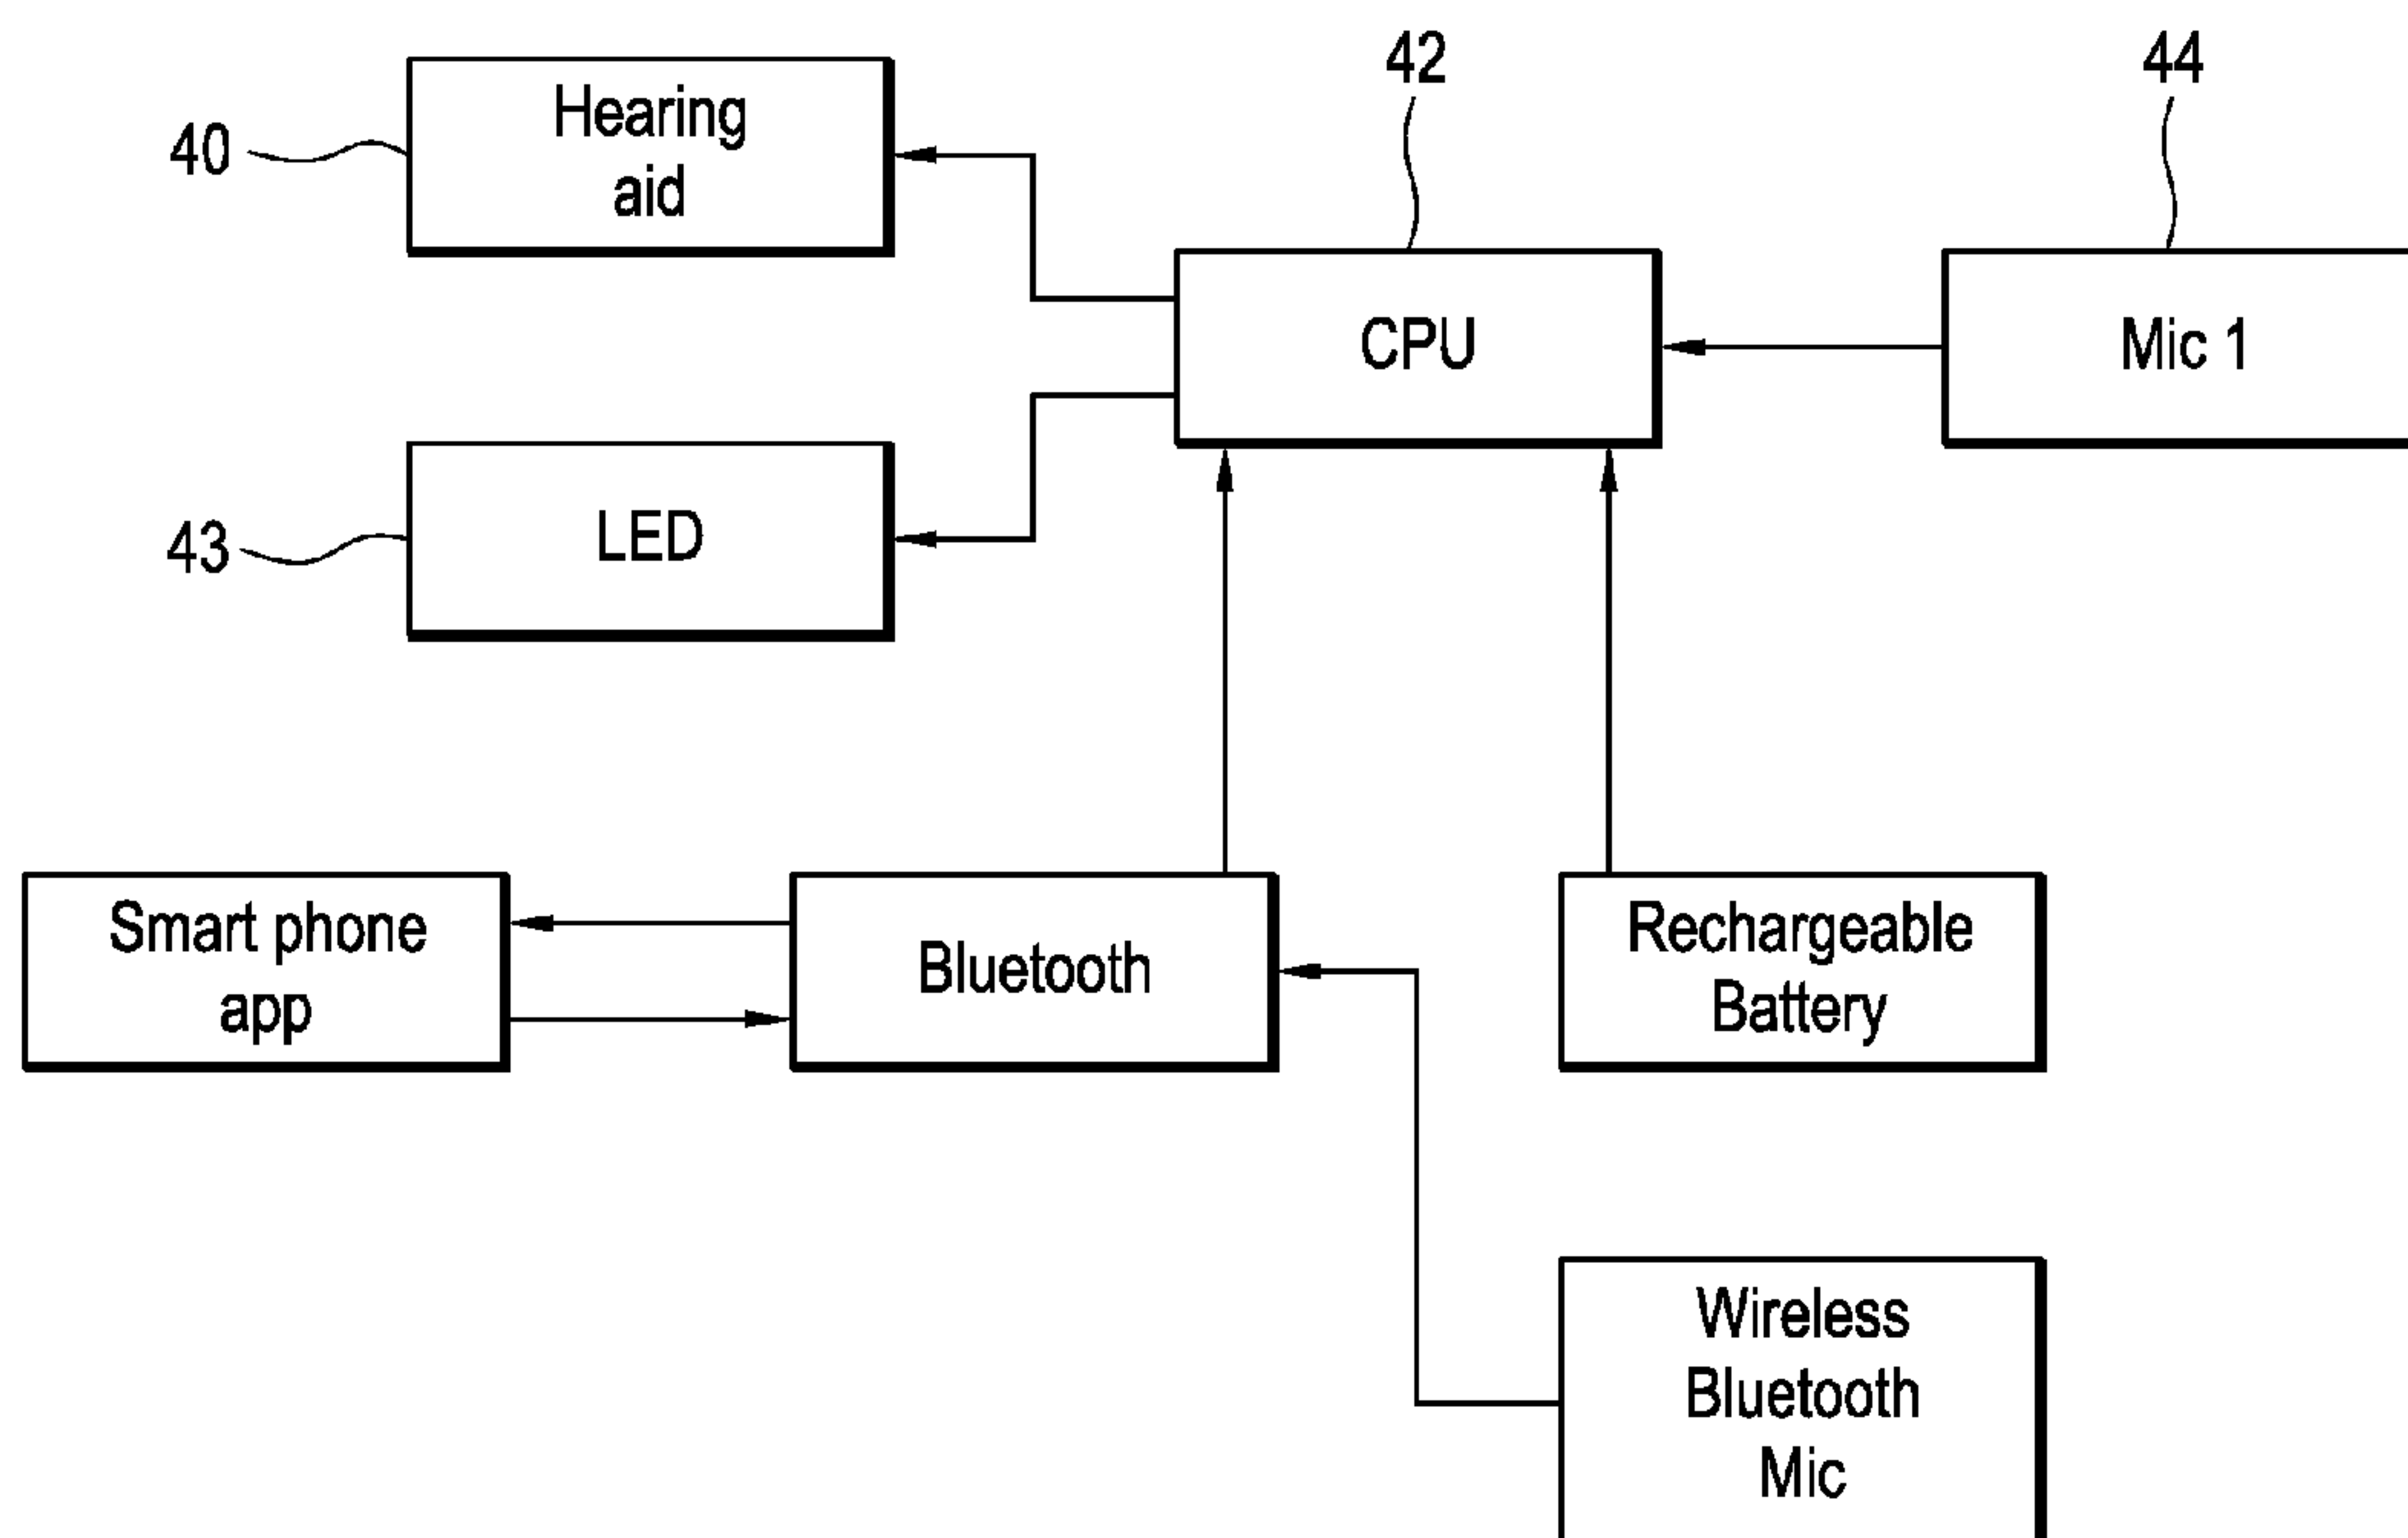 42
44
Hearing
aid
40
CPU
Mic 1
LED
43
Smart phone
app
Bluetooth
Rechargeable
Battery
Wireless
Bluetooth
Mic